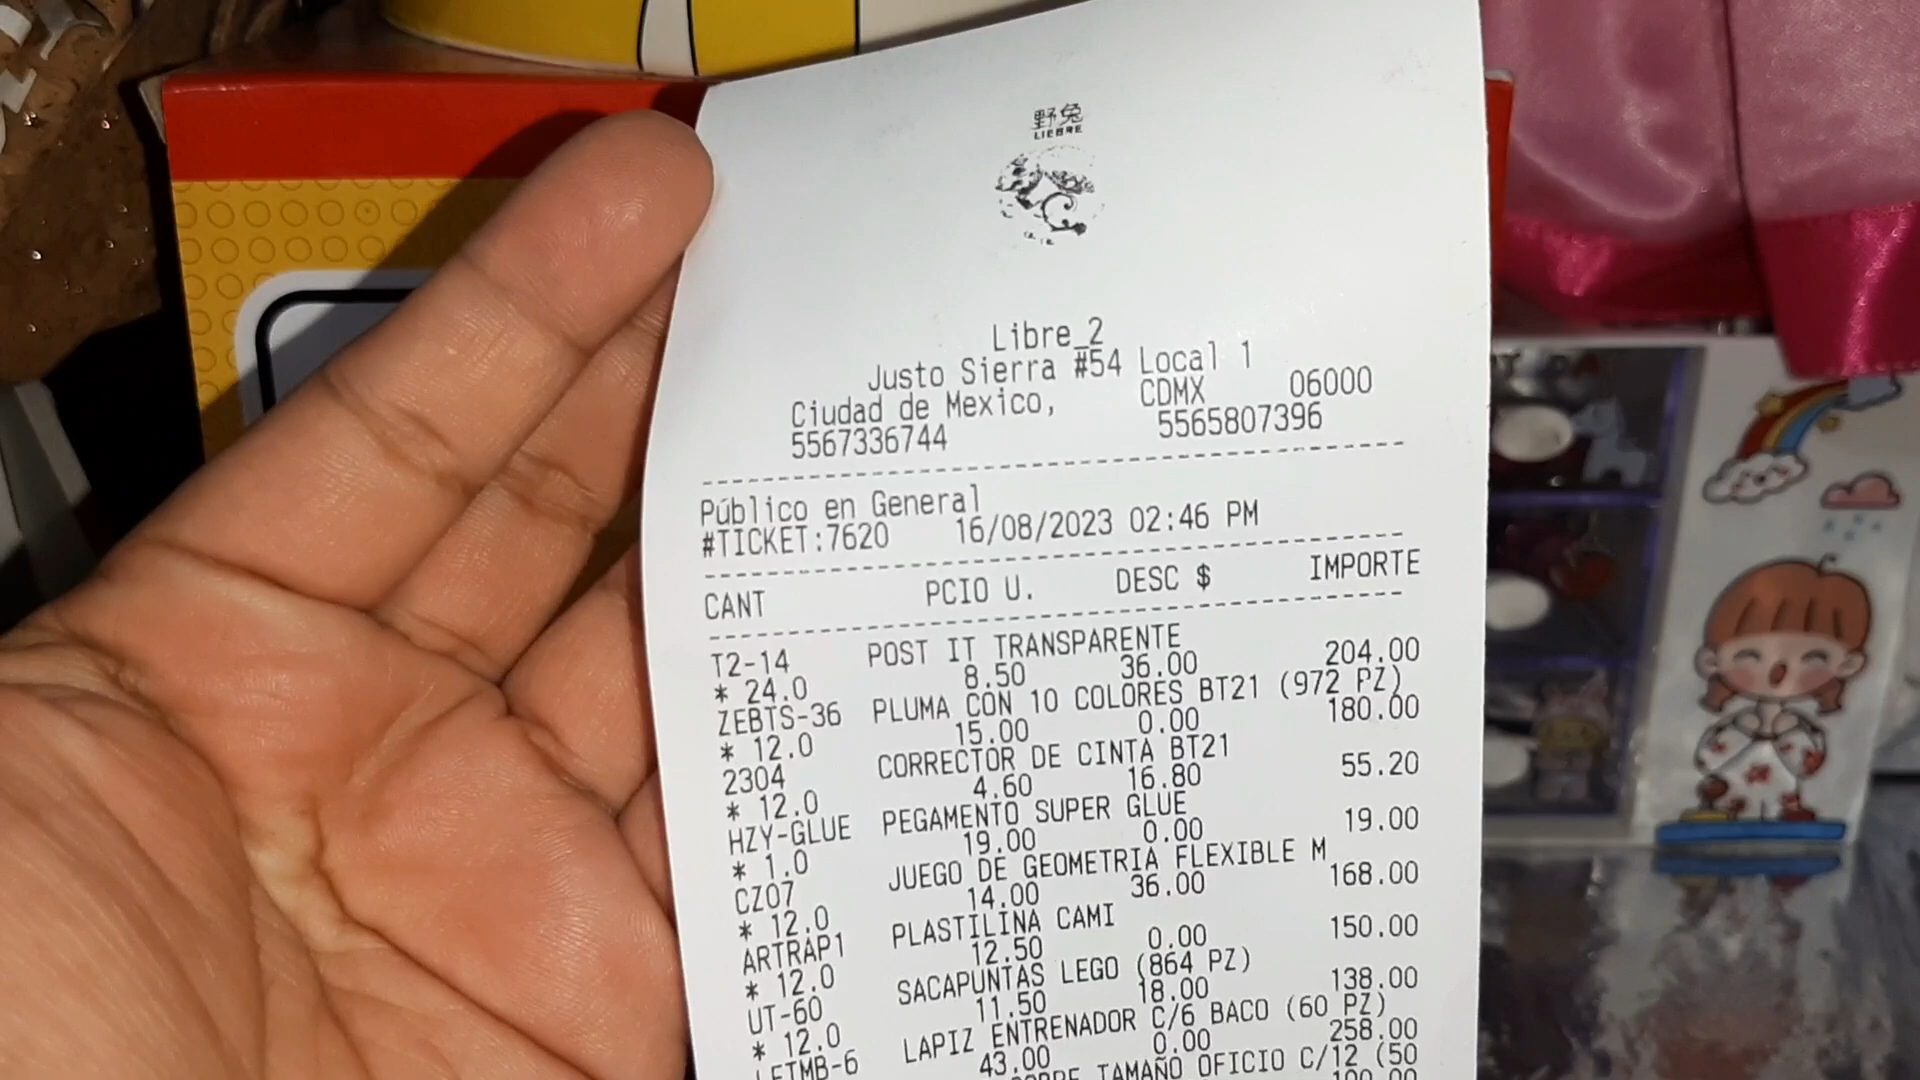 野兔
LIEBRE
Libre_2
Justo Sierra #54 Local 1
Ciudad de Mexico, CDMX 06000
5567336744 5565807396
Público en General
#TICKET:7620 16/08/2023 02:46 PM
CANT PCIO U. DESC $ IMPORTE
T2-14 POST IT TRANSPARENTE
* 24.0 8.50 36.00 204.00
ZEBTS-36 PLUMA CON 10 COLORES BT21 (972 PZ)
* 12.0 15.00 0.00 180.00
2304 CORRECTOR DE CINTA BT21
* 12.0 4.60 16.80 55.20
HZY-GLUE PEGAMENTO SUPER GLUE
* 1.0 19.00 0.00 19.00
CZ07 JUEGO DE GEOMETRIA FLEXIBLE M
* 12.0 14.00 36.00 168.00
ARTRAP1 PLASTILINA CAMI
* 12.0 12.50 0.00 150.00
UT-60 SACAPUNTAS LEGO (864 PZ)
* 12.0 11.50 18.00 138.00
LETMB-6 LAPIZ ENTRENADOR C/6 BACO (60 PZ)
43.00 0.00 258.00
TAMAÑO OFICIO C/12 (50